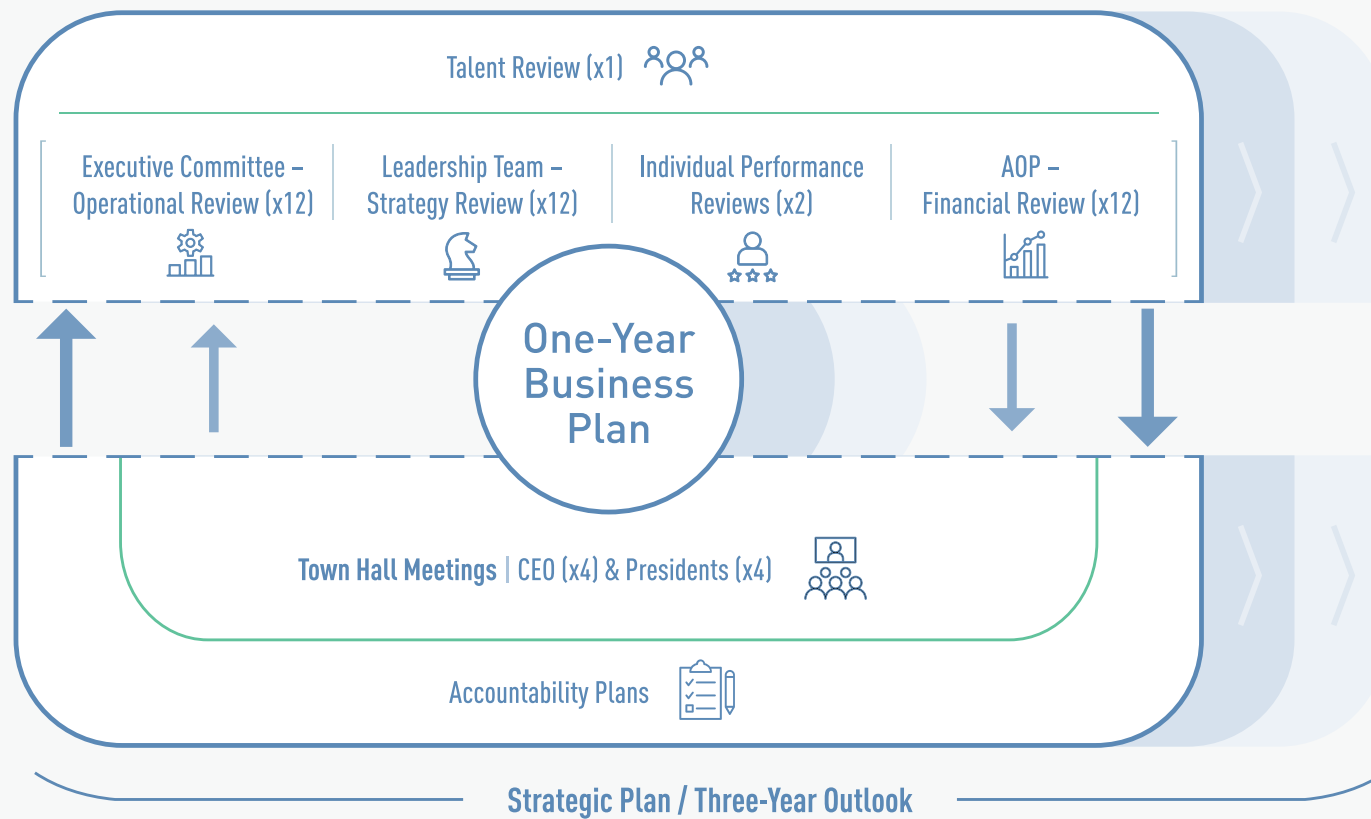 Talent Review (x1)
Executive Committee –
Operational Review (x12)
Leadership Team –
Strategy Review (x12)
Individual Performance
Reviews (x2)
AOP –
Financial Review (x12)
One-Year
Business
Plan
Town Hall Meetings | CEO (x4) & Presidents (x4)
Accountability Plans
Strategic Plan / Three-Year Outlook